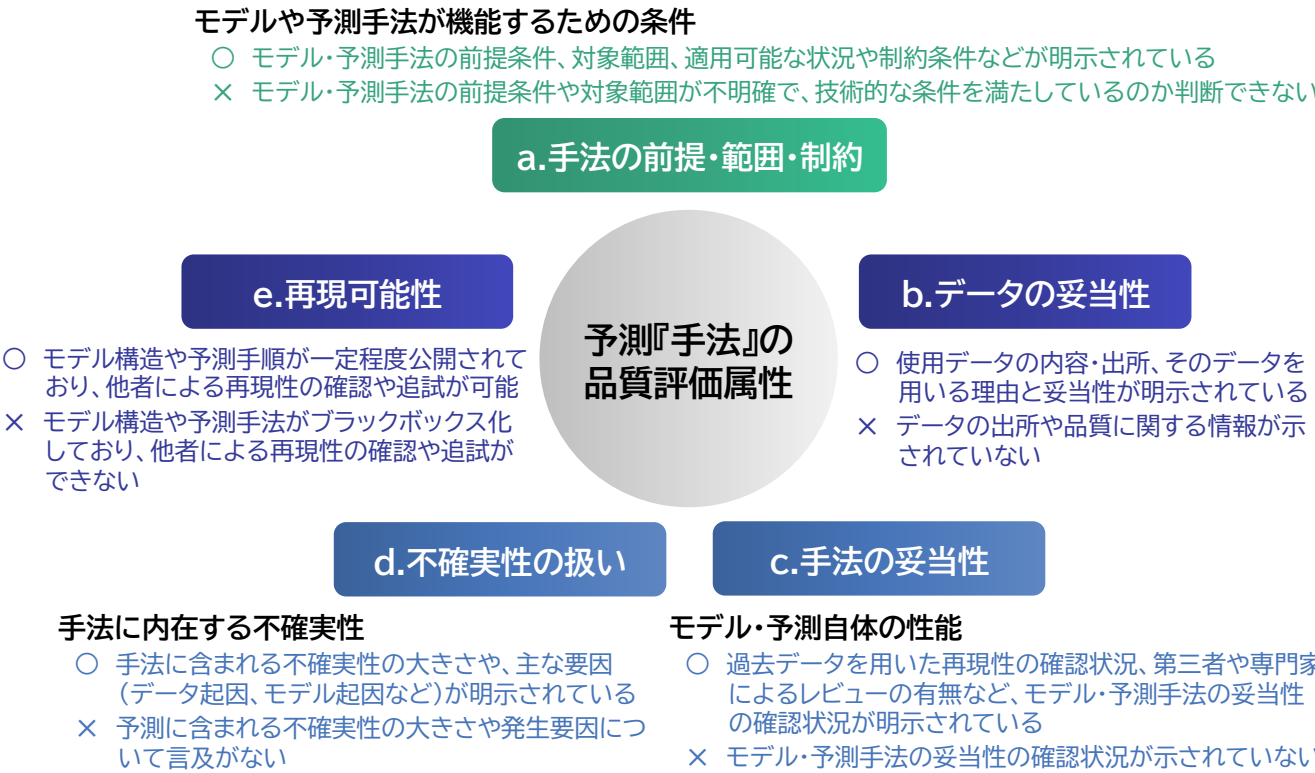 モデルや予測手法が機能するための条件
○ モデル・予測手法の前提条件、対象範囲、適用可能な状況や制約条件などが明示されている
× モデル・予測手法の前提条件や対象範囲が不明確で、技術的な条件を満たしているのか判断できない
a.手法の前提・範囲・制約
e.再現可能性
○ モデル構造や予測手順が一定程度公開されて
おり、他者による再現性の確認や追試が可能
× モデル構造や予測手法がブラックボックス化
しており、他者による再現性の確認や追試が
できない
予測『手法』の
品質評価属性
b.データの妥当性
○ 使用データの内容・出所、そのデータを
用いる理由と妥当性が明示されている
× データの出所や品質に関する情報が示
されていない
d.不確実性の扱い
手法に内在する不確実性
○ 手法に含まれる不確実性の大きさや、主な要因
(データ起因、モデル起因など)が明示されている
× 予測に含まれる不確実性の大きさや発生要因につ
いて言及がない
c.手法の妥当性
モデル・予測自体の性能
○ 過去データを用いた再現性の確認状況、第三者や専門家
によるレビューの有無など、モデル・予測手法の妥当性
の確認状況が明示されている
× モデル・予測手法の妥当性の確認状況が示されていない